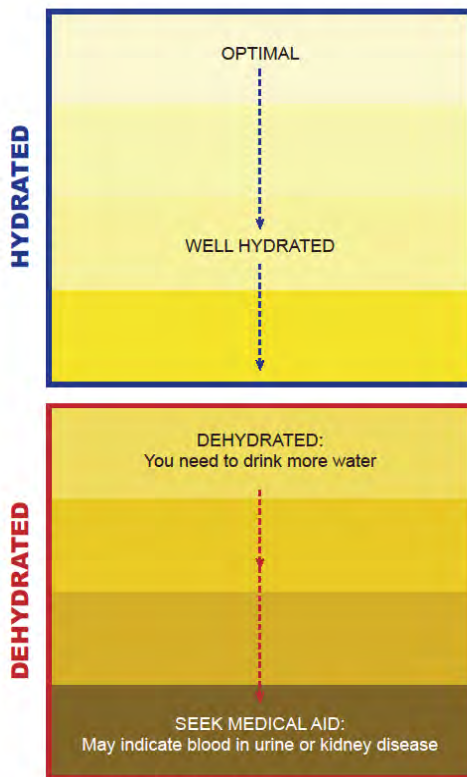 HYDRATED
OPTIMAL
WELL HYDRATED
DEHYDRATED
DEHYDRATED:
You need to drink more water
SEEK MEDICAL AID:
May indicate blood in urine or kidney disease